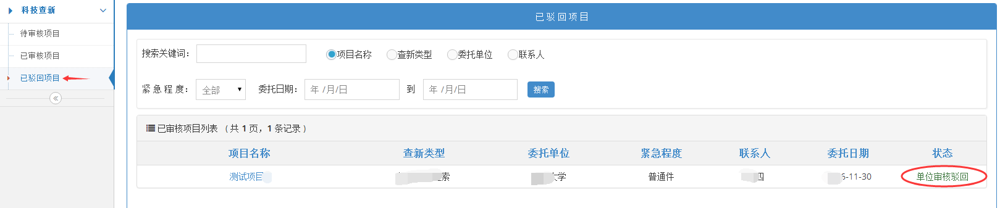 科技查新
待审核项目
已审核项目
已驳回项目
已驳回项目
搜索关键词： 项目名称 查新类型 委托单位 联系人
紧 急 程 度： 全部 委托日期： 年 /月/日 到 年 /月/日 搜索
已审核项目列表 （ 共 1 页，1 条记录 ）
项目名称 查新类型 委托单位 紧急程度 联系人 委托日期 状态
测试项目 索 大学 普通件 四 6-11-30 单位审核驳回